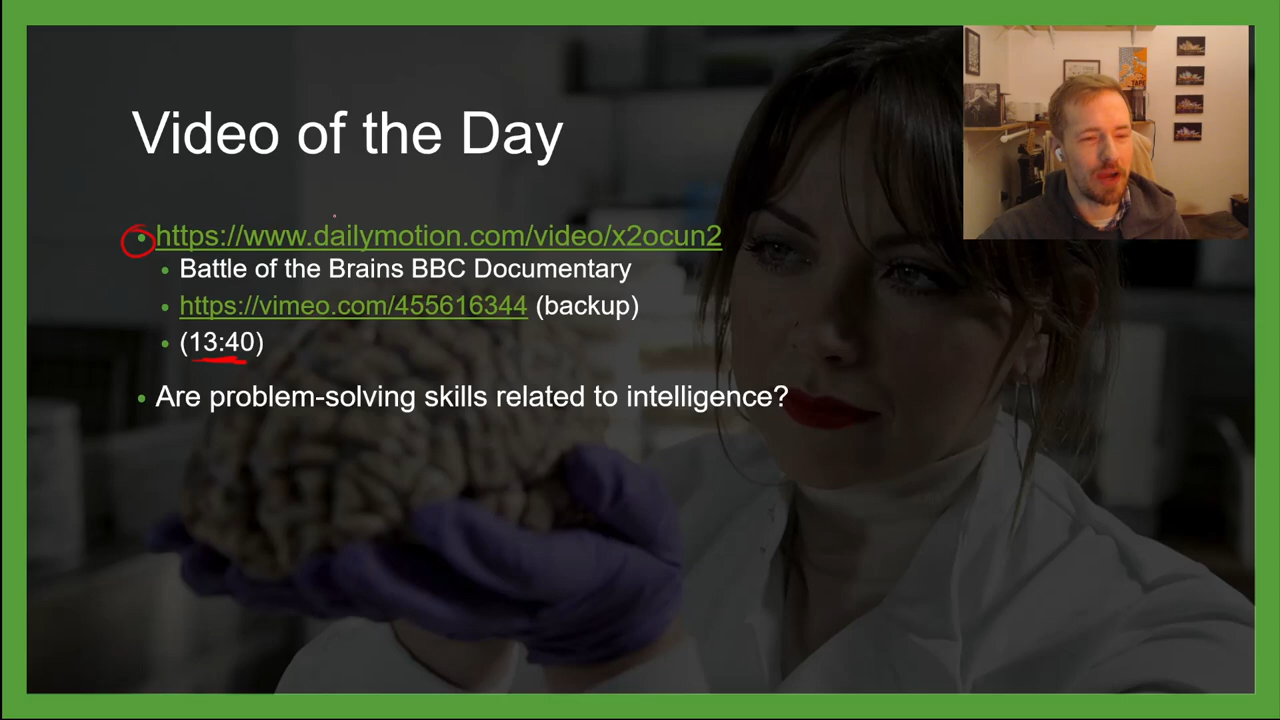 Video of the Day
https://www.dailymotion.com/video/x2ocun2
Battle of the Brains BBC Documentary
https://vimeo.com/455616344 (backup)
(13:40)
Are problem-solving skills related to intelligence?
TAPE